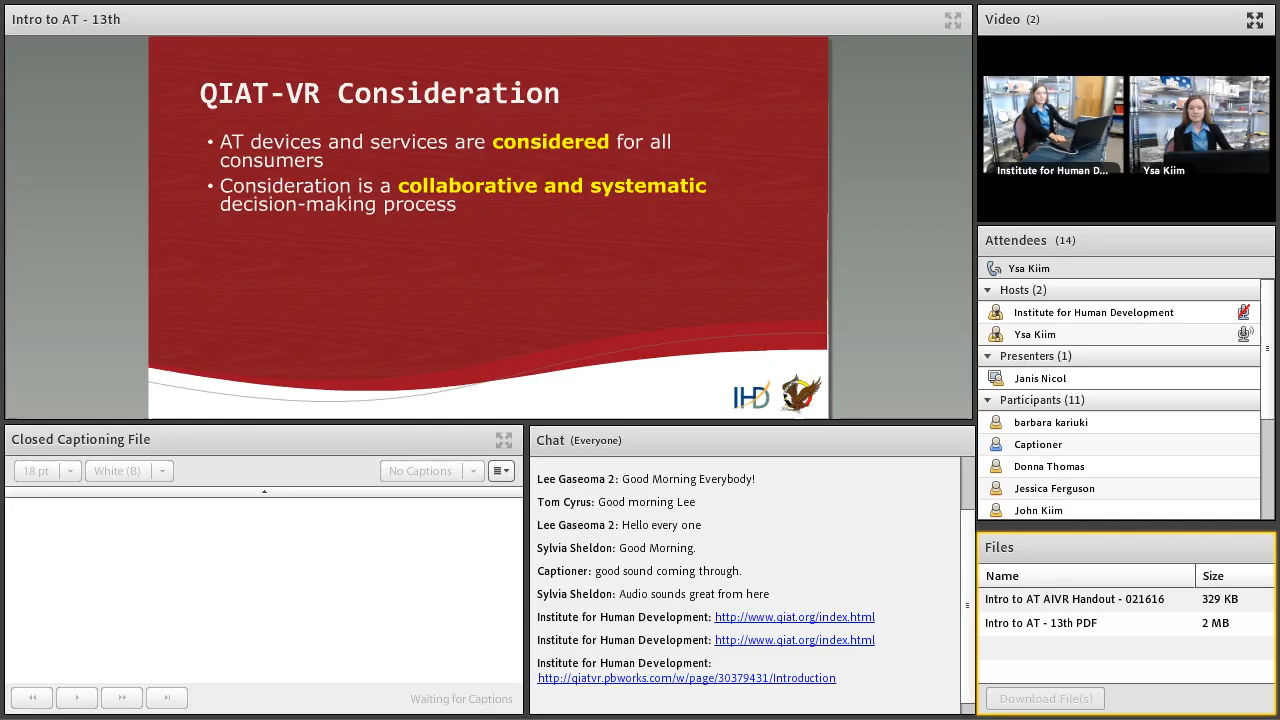 Intro to AT - 13th
QIAT-VR Consideration
• AT devices and services are considered for all
consumers
• Consideration is a collaborative and systematic
decision-making process
IHD
Closed Captioning File
18 pt
White (B)
No Captions
Waiting for Captions
Chat (Everyone)
Lee Gaseoma 2: Good Morning Everybody!
Tom Cyrus: Good morning Lee
Lee Gaseoma 2: Hello every one
Sylvia Sheldon: Good Morning.
Captioner: good sound coming through.
Sylvia Sheldon: Audio sounds great from here
Institute for Human Development: http://www.qiat.org/index.html
Institute for Human Development: http://www.qiat.org/index.html
Institute for Human Development:
http://qiatvr.pbworks.com/w/page/30379431/Introduction
Video (2)
Institute for Human D...
Ysa Kiim
Attendees (14)
Ysa Kiim
Hosts (2)
Institute for Human Development
Ysa Kiim
Presenters (1)
Janis Nicol
Participants (11)
barbara kariuki
Captioner
Donna Thomas
Jessica Ferguson
John Kiim
Files
Name Size
Intro to AT AIVR Handout - 021616 329 KB
Intro to AT - 13th PDF 2 MB
Download File(s)